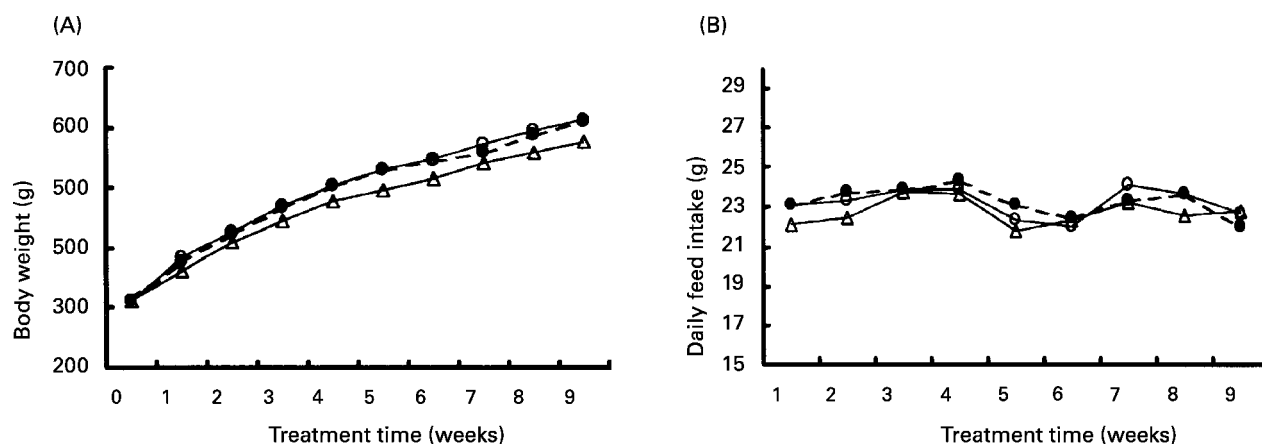 (A)
Body weight (g)
700
600
500
500
300
200
0 1 2 3 4 5 6 7 8 9
Treatment time (weeks)
(B)
Daily feed intake (g)
29
27
25
23
21
19
17
15
1 2 3 4 5 6 7 8 9
Treatment time (weeks)